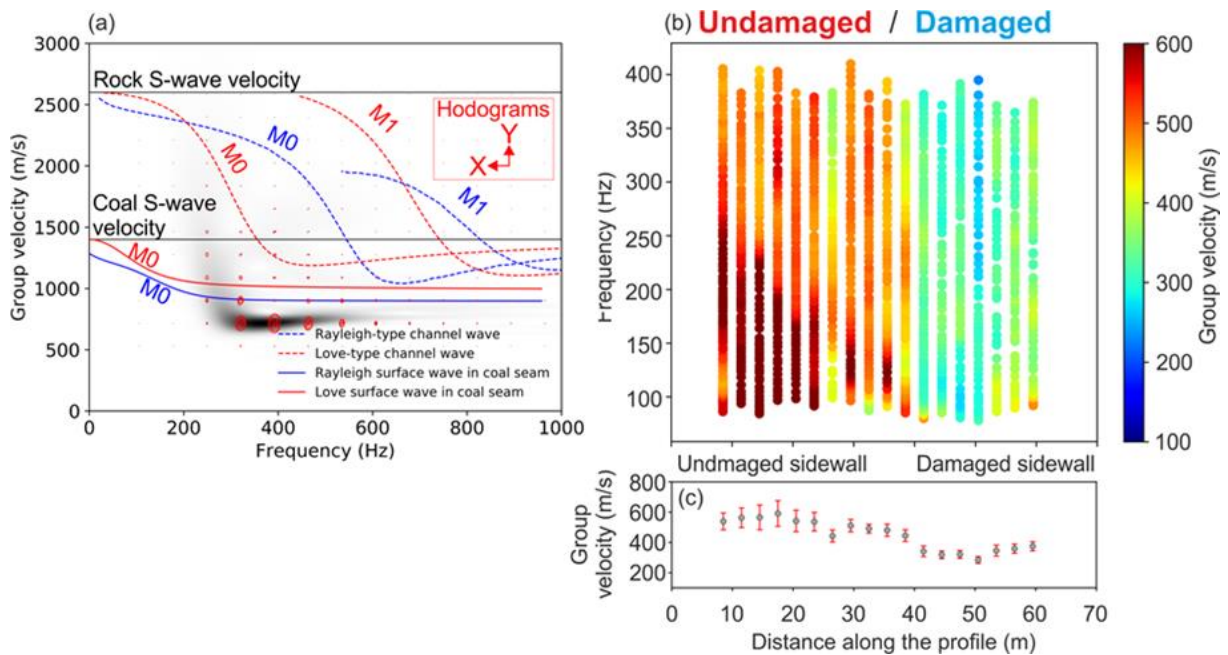 (a)
3000
2500
2000
1500
1000
500
0
Group velocity (m/s)
Rock S-wave velocity
Coal S-wave
velocity
M0
M0
M1
M1
M0
M0
Hodograms
Y
X
Rayleigh-type channel wave
Love-type channel wave
Rayleigh surface wave in coal seam
Love surface wave in coal seam
0 200 400 600 800 1000
Frequency (Hz)
(b) Undamaged / Damaged
400
350
300
250
200
150
100
Frequency (Hz)
Undmaged sidewall Damaged sidewall
600
500
400
300
200
100
Group velocity (m/s)
(c)
800
600
400
200
Group
velocity (m/s)
0 10 20 30 40 50 60 70
Distance along the profile (m)